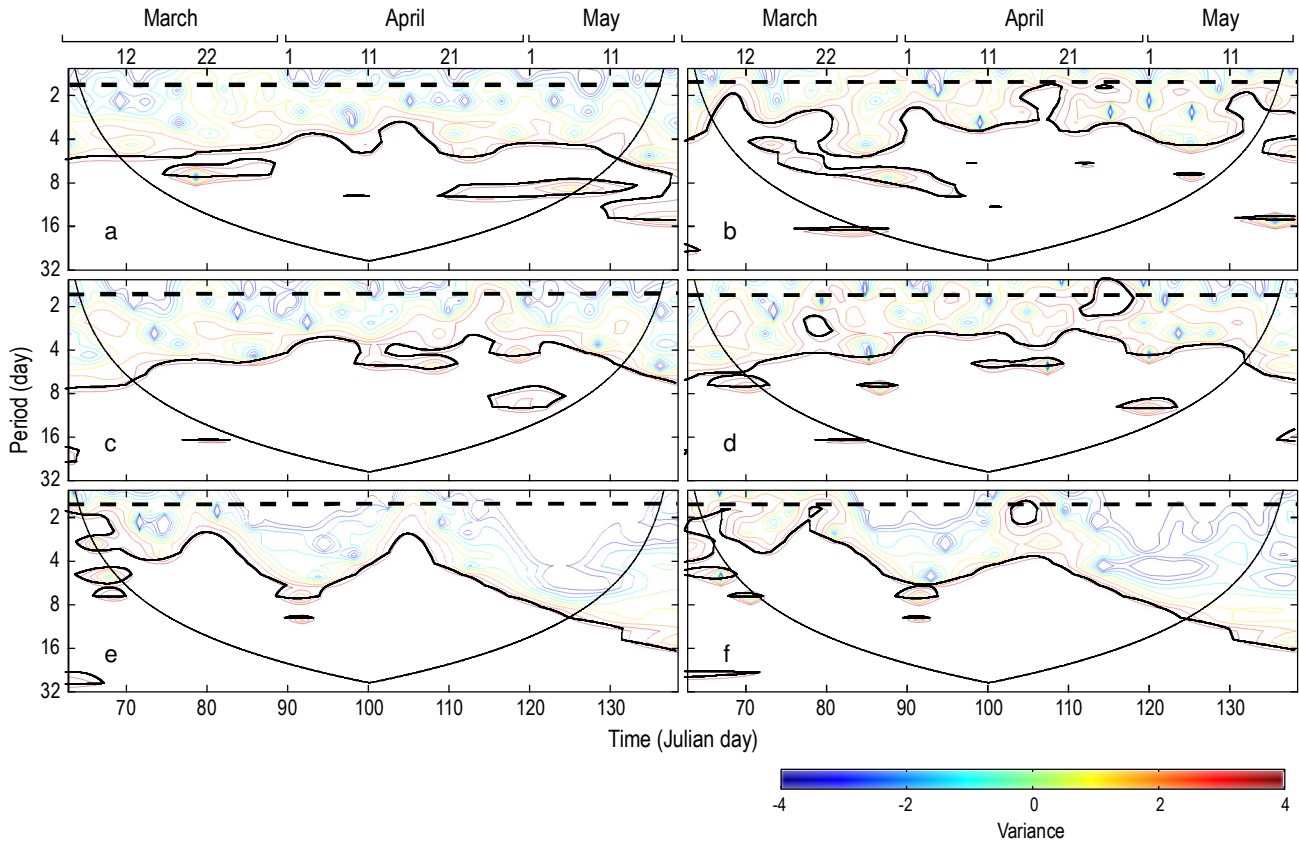 March April May March April May
12 22 1 11 21 1 11 12 22 1 11 21 1 11
2
4
8
16
32
a b
2
4
8
16
32
c d
Period (day)
2
4
8
16
32
e f
70 80 90 100 110 120 130 70 80 90 100 110 120 130
Time (Julian day)
-4 -2 0 2 4
Variance